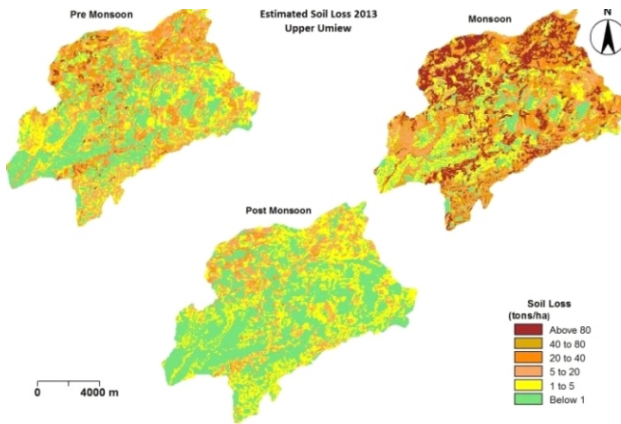 Pre Monsoon
Estimated Soil Loss 2013
Upper Umiew
Monsoon
N
Post Monsoon
Soil Loss
(tons/ha)
Above 80
40 to 80
20 to 40
5 to 20
1 to 5
Below 1
0 4000 m